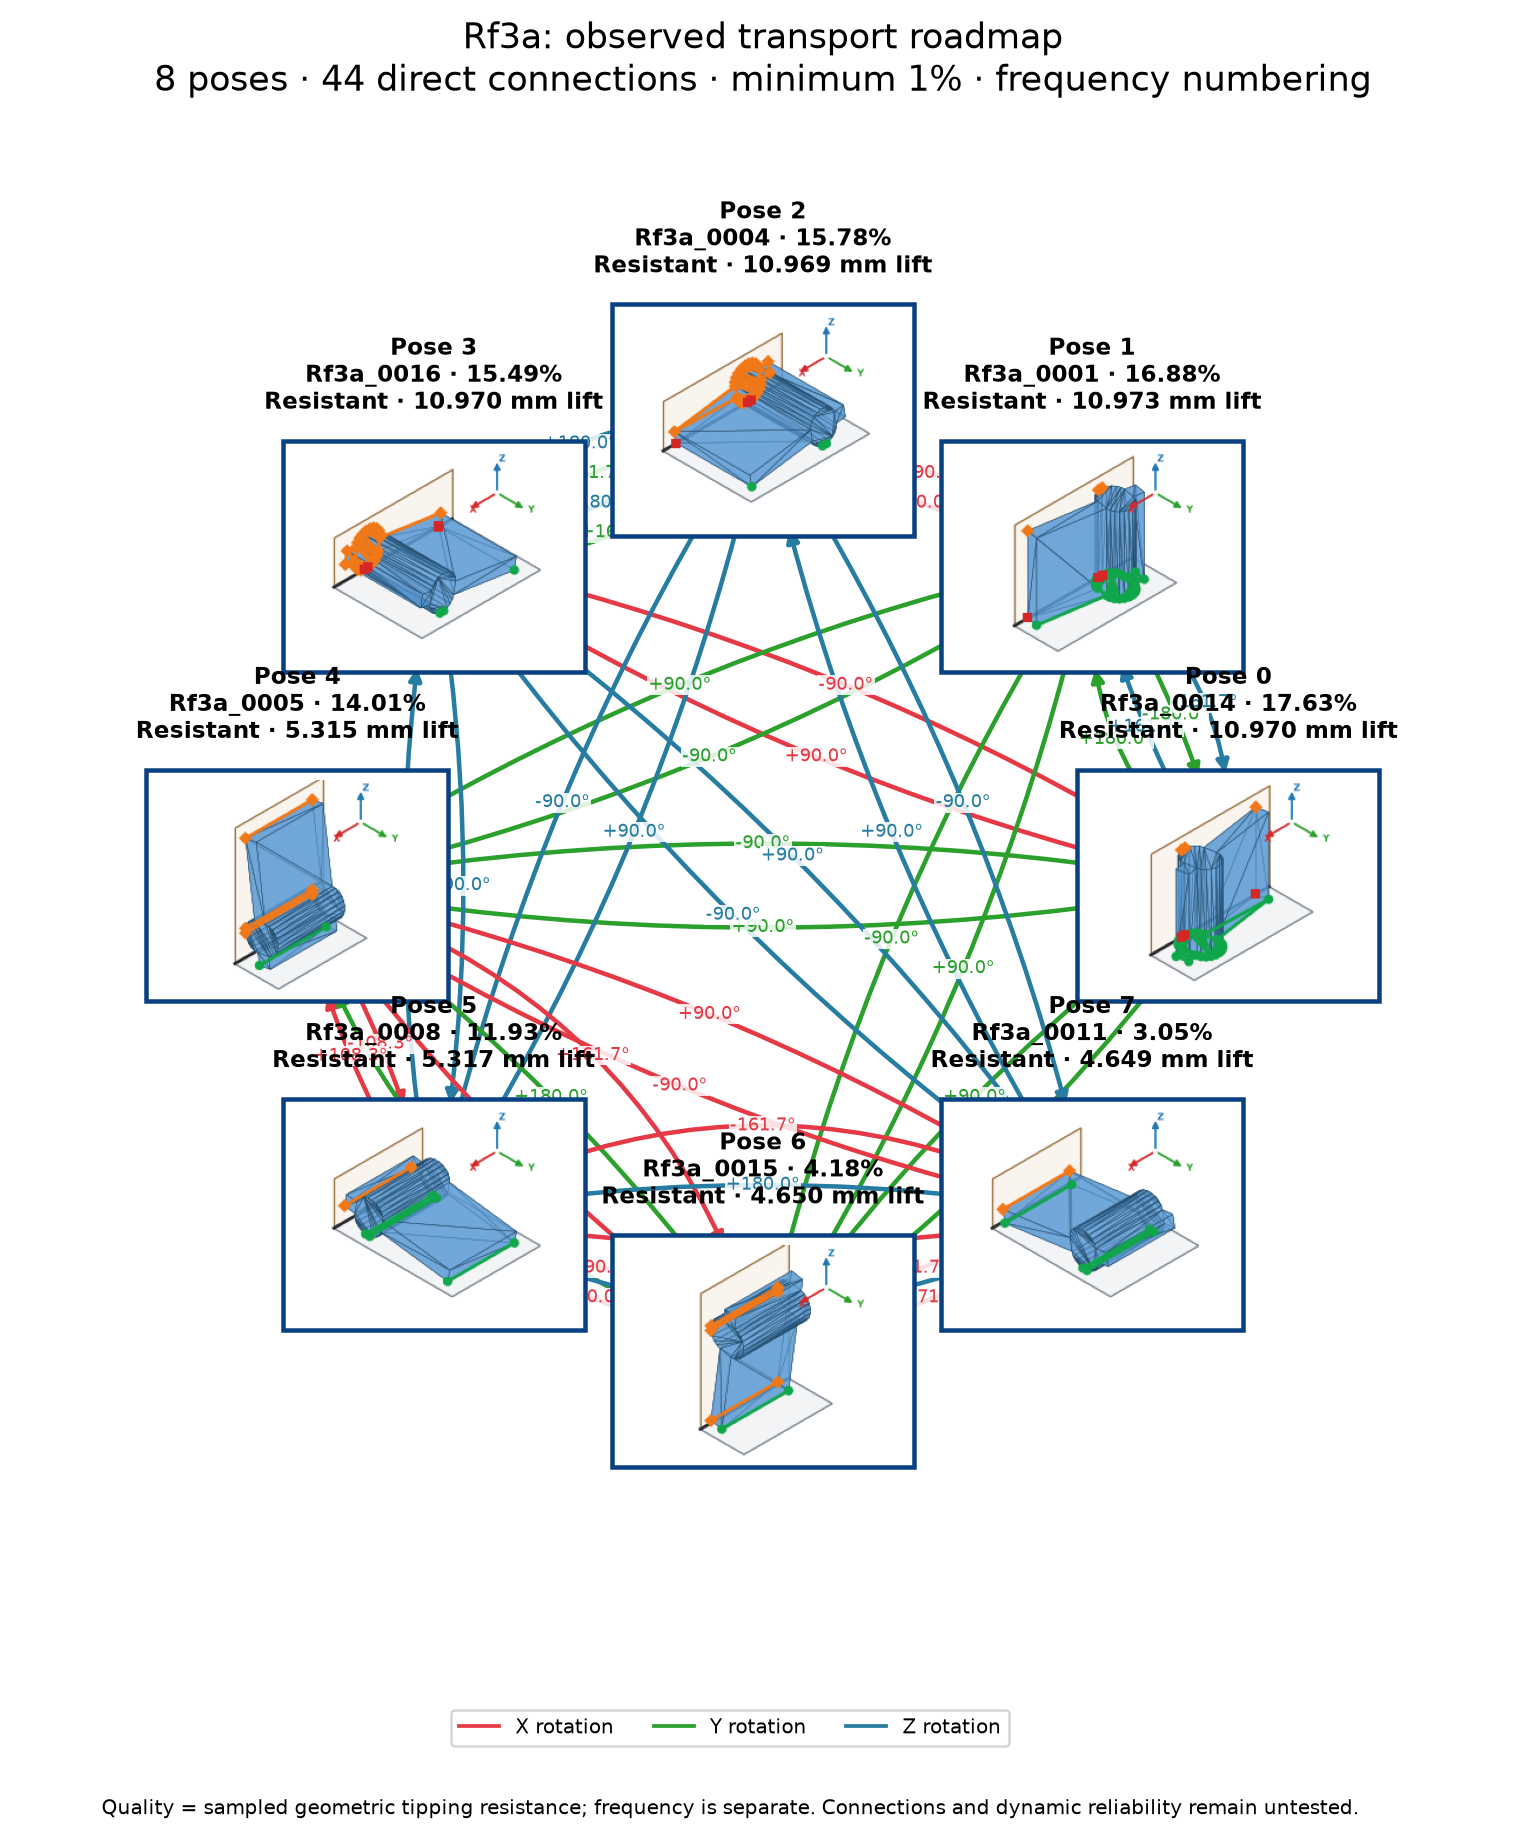 Rf3a: observed transport roadmap
8 poses · 44 direct connections · minimum 1% · frequency numbering
Pose 2
Rf3a_0004 · 15.78%
Resistant · 10.969 mm lift
Pose 3
Rf3a_0016 · 15.49%
Resistant · 10.970 mm lift
Pose 1
Rf3a_0001 · 16.88%
Resistant · 10.973 mm lift
Z
X
Y
Z
X
Y
Z
Y
Pose 4
Rf3a_0005 · 14.01%
Resistant · 5.315 mm lift
Pose 0
Rf3a_0014 · 17.63%
Resistant · 10.970 mm lift
+90.0°
-90.0°
-90.0°
+90.0°
-90.0°
+90.0°
+90.0°
-90.0°
-90.0°
+90.0°
-90.0°
+90.0°
-90.0°
+90.0°
Z
X
Y
Z
X
Y
+90.0°
-90.0°
+180.0°
+90.0°
-161.7°
+180.0°
Pose 5
Rf3a_0008 · 11.93%
Resistant · 5.317 mm lift
Pose 7
Rf3a_0011 · 3.05%
Resistant · 4.649 mm lift
Pose 6
Rf3a_0015 · 4.18%
Resistant · 4.650 mm lift
Z
X
Y
Z
X
Y
Z
X
Y
X rotation
Y rotation
Z rotation
Quality = sampled geometric tipping resistance; frequency is separate. Connections and dynamic reliability remain untested.